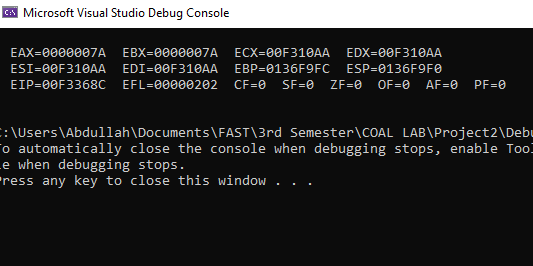 Microsoft Visual Studio Debug Console
EAX=0000007A EBX=0000007A ECX=00F310AA EDX=00F310AA
ESI=00F310AA EDI=00F310AA EBP=0136F9FC ESP=0136F9F0
EIP=00F3368C EFL=00000202 CF=0 SF=0 ZF=0 OF=0 AF=0 PF=0
C:\Users\Abdullah\Documents\FAST\3rd Semester\COAL LAB\Project2\Deb
To automatically close the console when debugging stops, enable Tool
le when debugging stops.
Press any key to close this window . . .